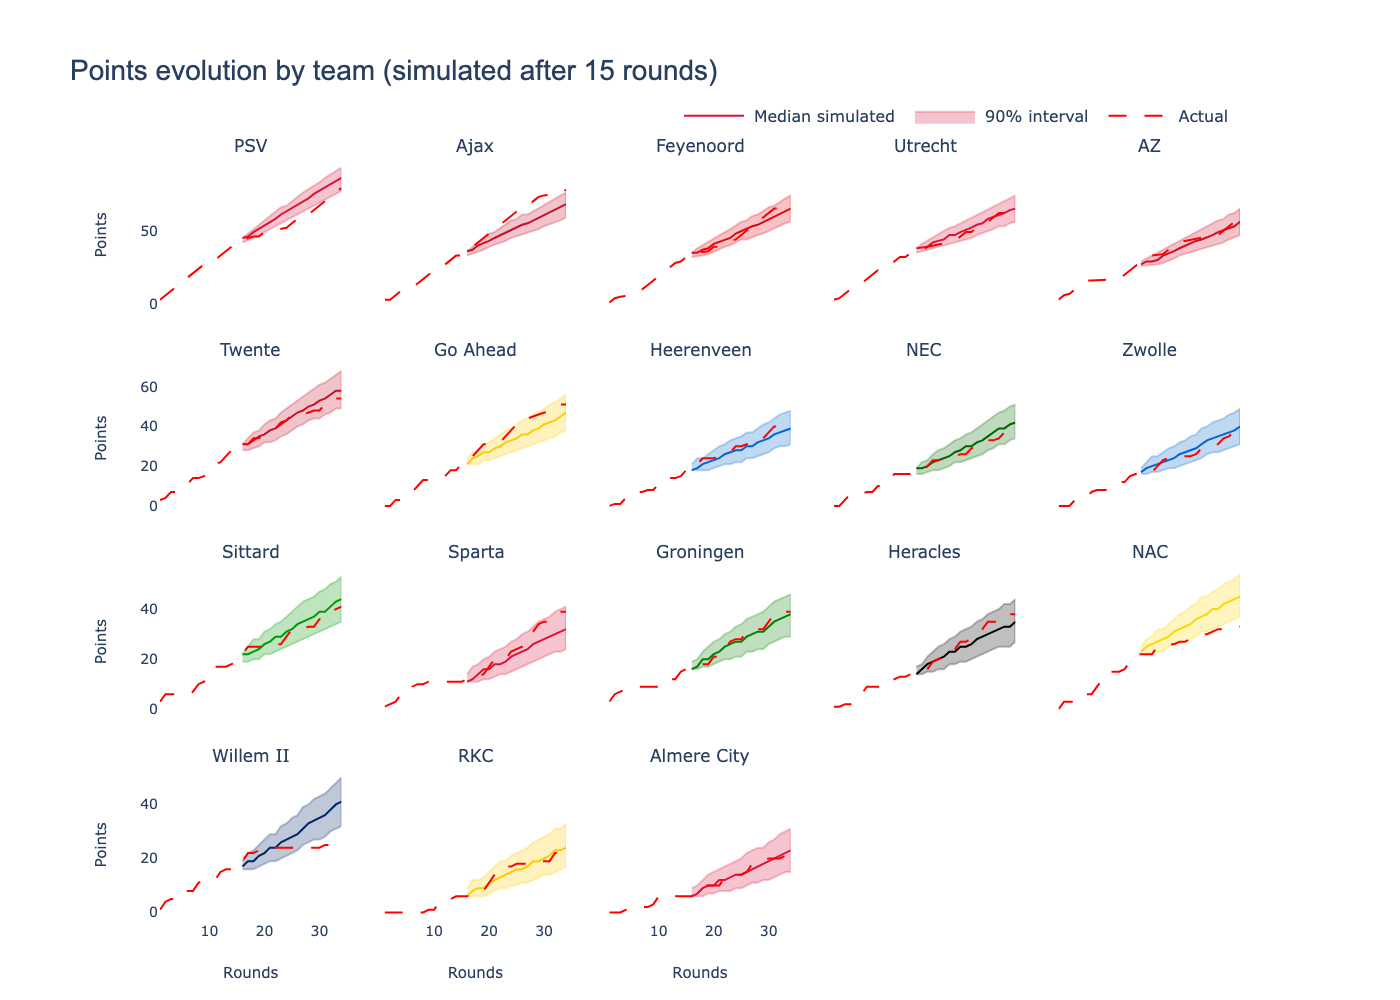 Points evolution by team (simulated after 15 rounds)
Median simulated 90% interval Actual
PSV Ajax Feyenoord Utrecht AZ
Points
50
0
Twente Go Ahead Heerenveen NEC Zwolle
Points
60
40
20
0
Sittard Sparta Groningen Heracles NAC
Points
40
20
0
Willem II RKC Almere City
Points
40
20
0
10 20 30 10 20 30 10 20 30
Rounds Rounds Rounds